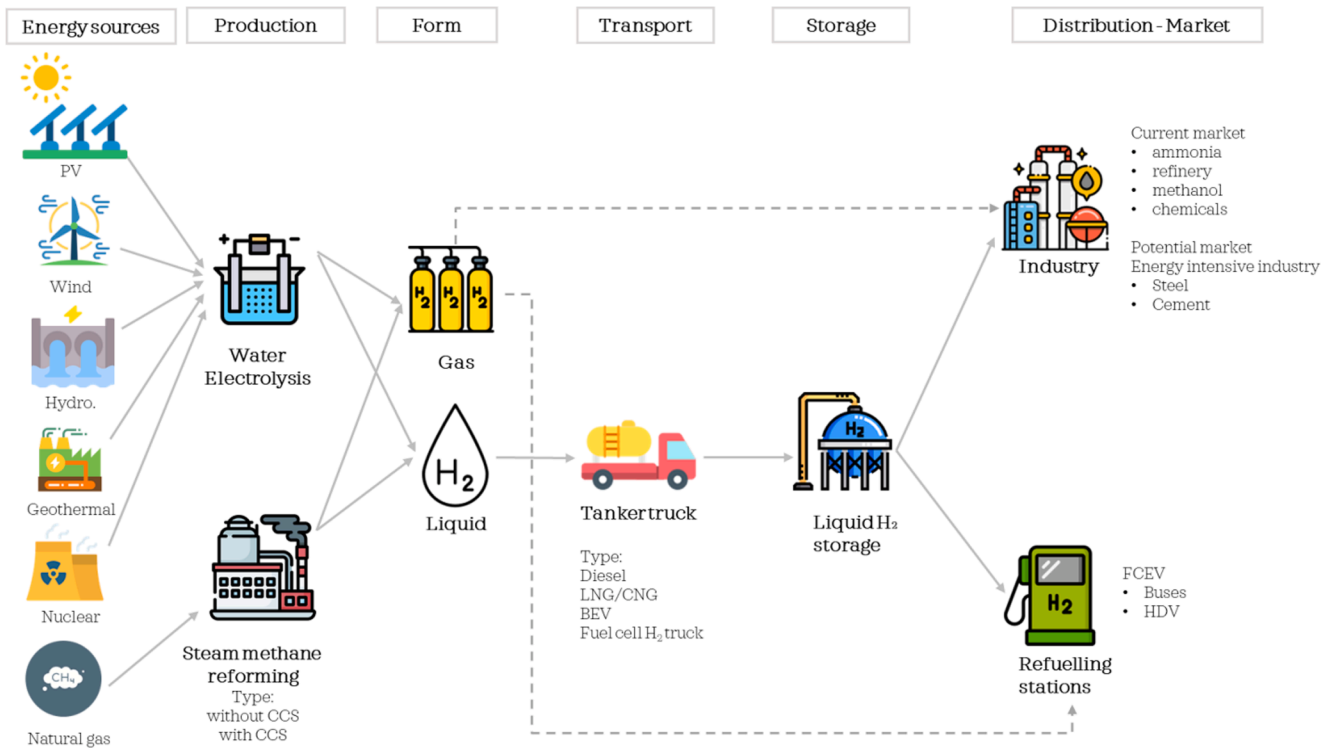 Energy sources
Production
Form
Transport
Storage
Distribution - Market
PV
Wind
Hydro.
Geothermal
Nuclear
CH₄
Natural gas
+ −
Water
Electrolysis
Steam methane
reforming
Type:
without CCS
with CCS
H2 H2 H2
Gas
H2
Liquid
Tanker truck
Type:
Diesel
LNG/CNG
BEV
Fuel cell H₂ truck
H2
Liquid H₂
storage
Industry
Current market
• ammonia
• refinery
• methanol
• chemicals
Potential market
Energy intensive industry
• Steel
• Cement
H2
Refuelling
stations
FCEV
• Buses
• HDV